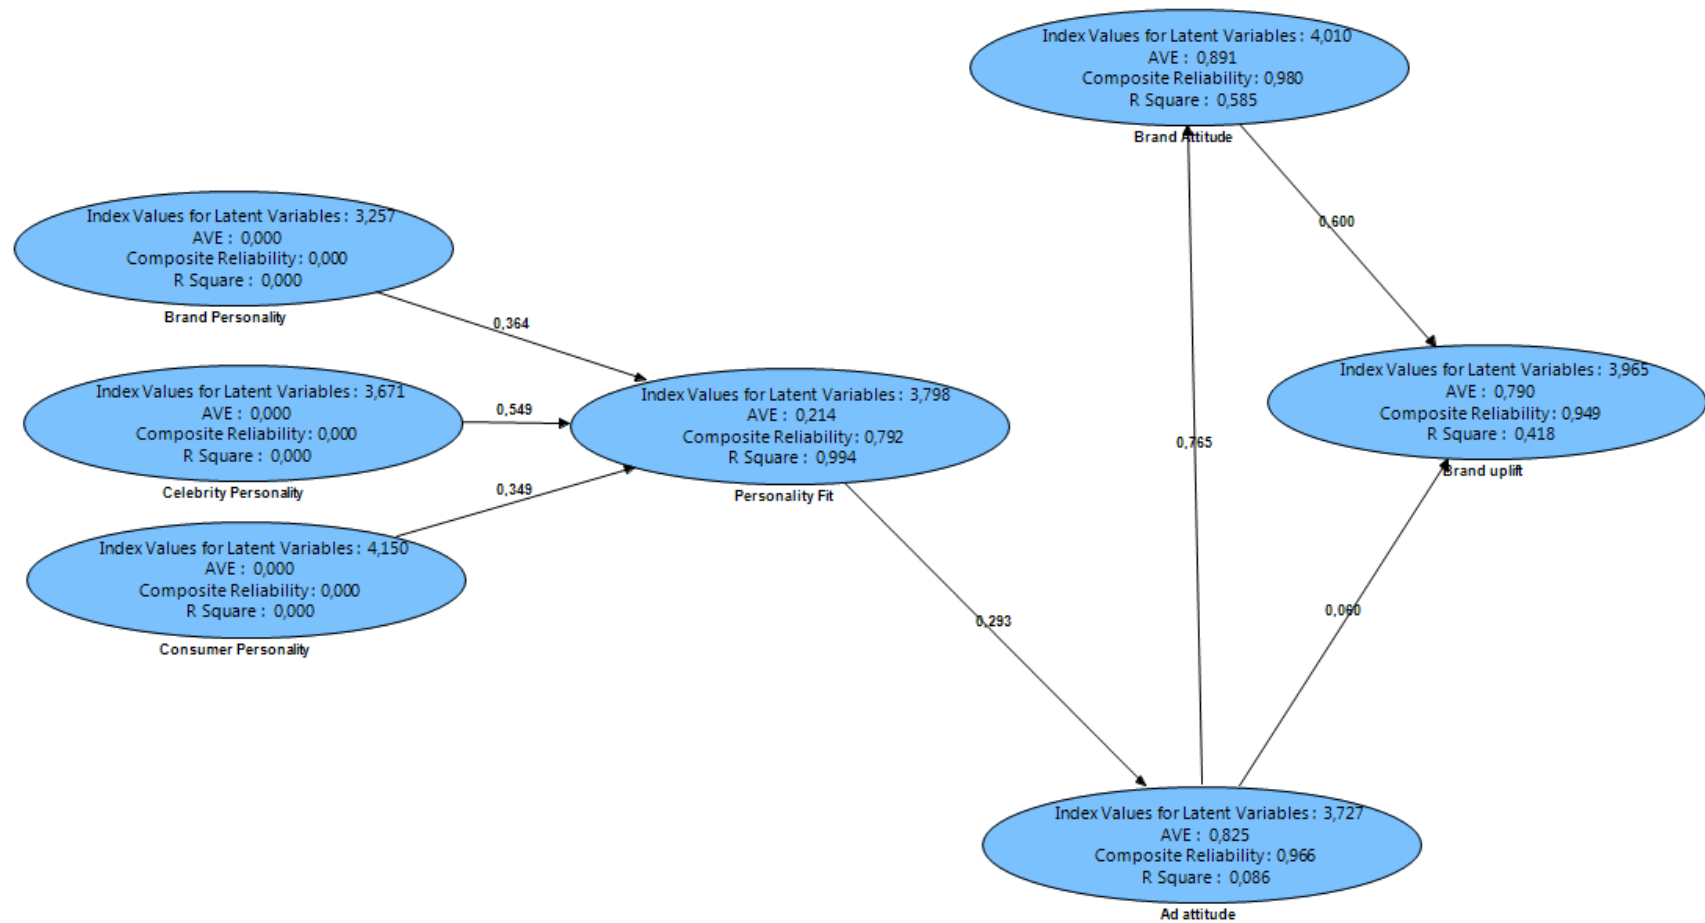 Index Values for Latent Variables : 4,010
AVE : 0,891
Composite Reliability: 0,980
R Square : 0,585
Brand Attitude
Index Values for Latent Variables : 3,257
AVE : 0,000
Composite Reliability: 0,000
R Square : 0,000
Brand Personality
0,364
0,600
Index Values for Latent Variables : 3,671
AVE : 0,000
Composite Reliability: 0,000
R Square : 0,000
Celebrity Personality
0,549
Index Values for Latent Variables : 3,798
AVE : 0,214
Composite Reliability: 0,792
R Square : 0,994
Personality Fit
0,765
Index Values for Latent Variables : 3,965
AVE : 0,790
Composite Reliability: 0,949
R Square : 0,418
Brand uplift
0,349
Index Values for Latent Variables : 4,150
AVE : 0,000
Composite Reliability: 0,000
R Square : 0,000
Consumer Personality
0,293
0,060
Index Values for Latent Variables : 3,727
AVE : 0,825
Composite Reliability: 0,966
R Square : 0,086
Ad attitude